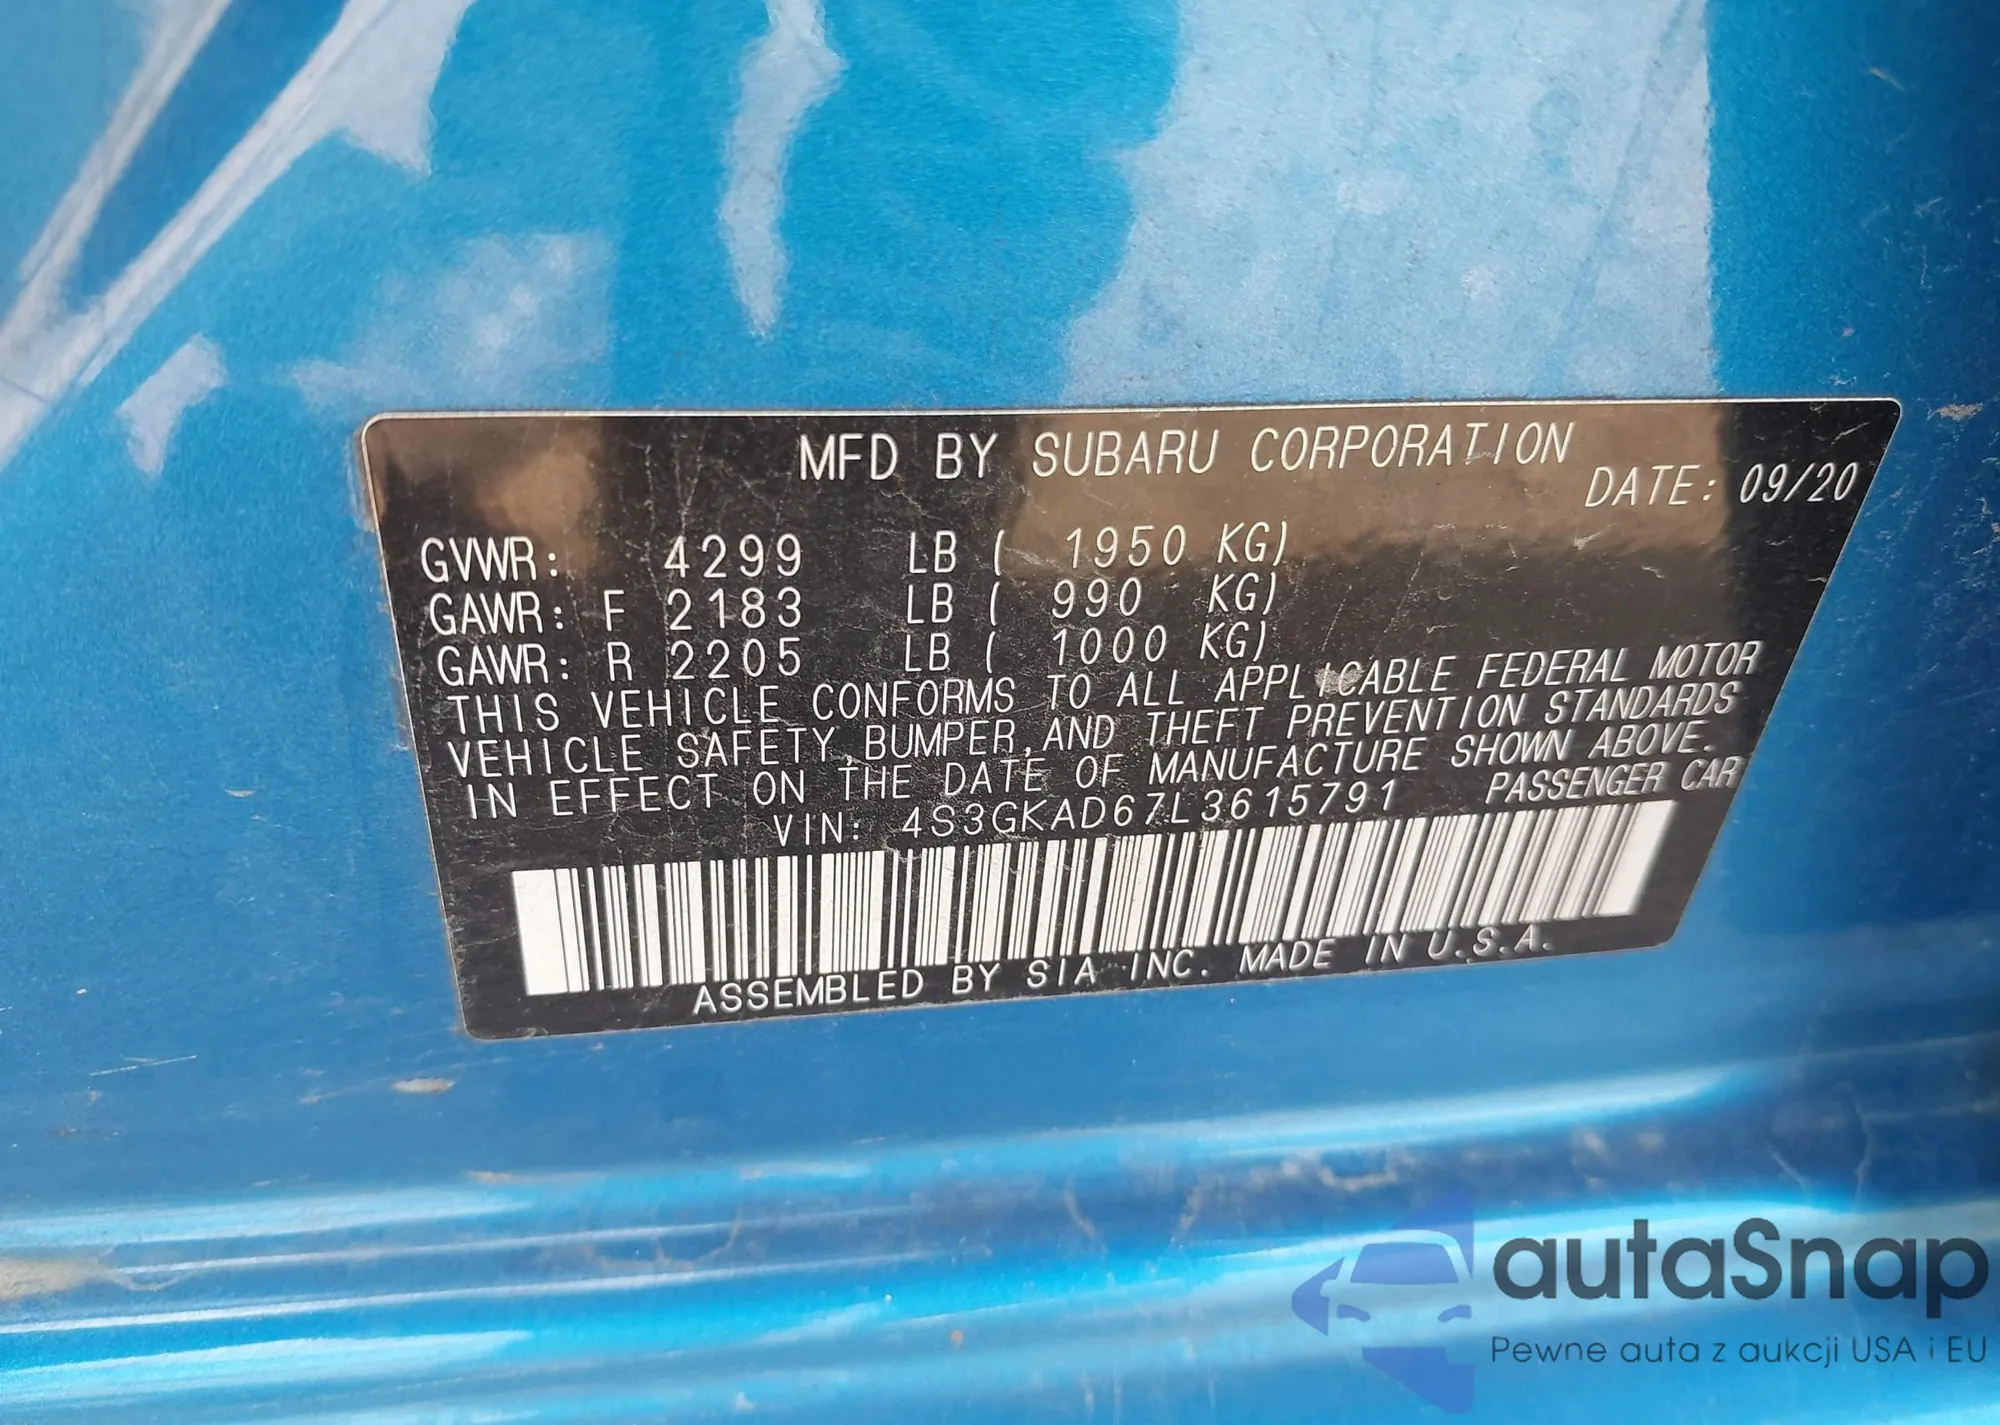 MFD BY SUBARU CORPORATION
DATE: 09/20
GVWR: 4299 LB ( 1950 KG)
GAWR: F 2183 LB ( 990 KG)
GAWR: R 2205 LB ( 1000 KG)
THIS VEHICLE CONFORMS TO ALL APPLICABLE FEDERAL MOTOR
VEHICLE SAFETY,BUMPER,AND THEFT PREVENTION STANDARDS
IN EFFECT ON THE DATE OF MANUFACTURE SHOWN ABOVE.
VIN: 4S3GKAD67L3615791 PASSENGER CAR
ASSEMBLED BY SIA INC. MADE IN U.S.A.
autaSnap
Pewne auta z aukcji USA i EU